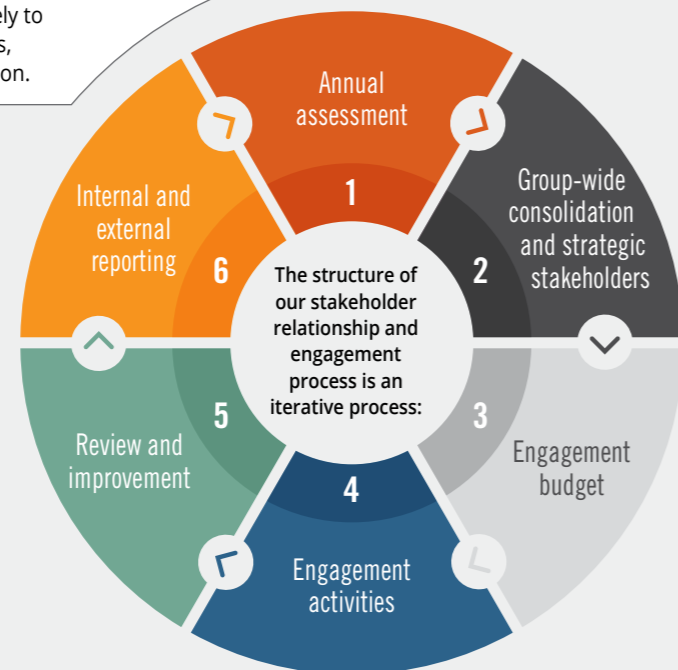 ely to
s,
on.
Annual
assessment
1
Group-wide
consolidation
and strategic
stakeholders
2
Engagement
budget
3
Engagement
activities
4
Review and
improvement
5
Internal and
external
reporting
6
The structure of
our stakeholder
relationship and
engagement
process is an
iterative process: